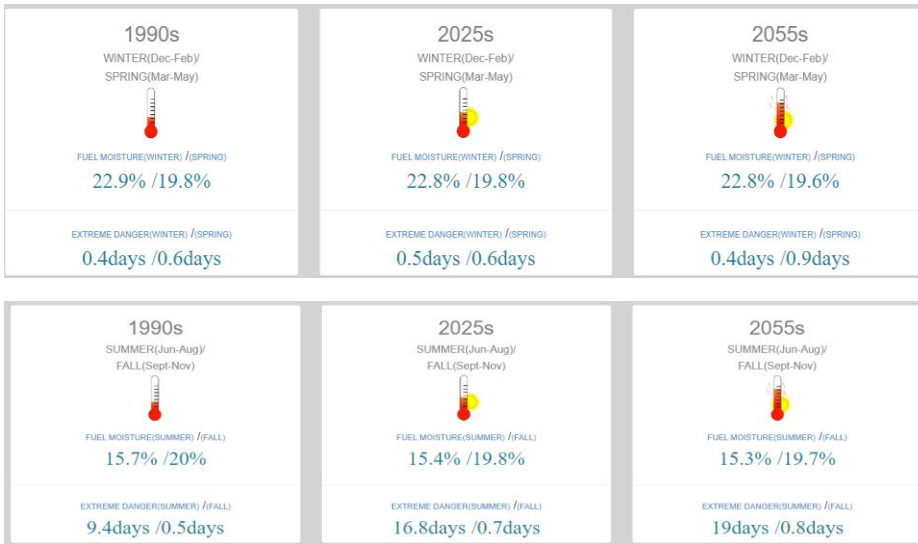 1990s
WINTER(Dec-Feb)/
SPRING(Mar-May)
FUEL MOISTURE(WINTER) /(SPRING)
22.9% /19.8%
EXTREME DANGER(WINTER) /(SPRING)
0.4days /0.6days
2025s
WINTER(Dec-Feb)/
SPRING(Mar-May)
FUEL MOISTURE(WINTER) /(SPRING)
22.8% /19.8%
EXTREME DANGER(WINTER) /(SPRING)
0.5days /0.6days
2055s
WINTER(Dec-Feb)/
SPRING(Mar-May)
FUEL MOISTURE(WINTER) /(SPRING)
22.8% /19.6%
EXTREME DANGER(WINTER) /(SPRING)
0.4days /0.9days
1990s
SUMMER(Jun-Aug)/
FALL(Sept-Nov)
FUEL MOISTURE(SUMMER) /(FALL)
15.7% /20%
EXTREME DANGER(SUMMER) /(FALL)
9.4days /0.5days
2025s
SUMMER(Jun-Aug)/
FALL(Sept-Nov)
FUEL MOISTURE(SUMMER) /(FALL)
15.4% /19.8%
EXTREME DANGER(SUMMER) /(FALL)
16.8days /0.7days
2055s
SUMMER(Jun-Aug)/
FALL(Sept-Nov)
FUEL MOISTURE(SUMMER) /(FALL)
15.3% /19.7%
EXTREME DANGER(SUMMER) /(FALL)
19days /0.8days